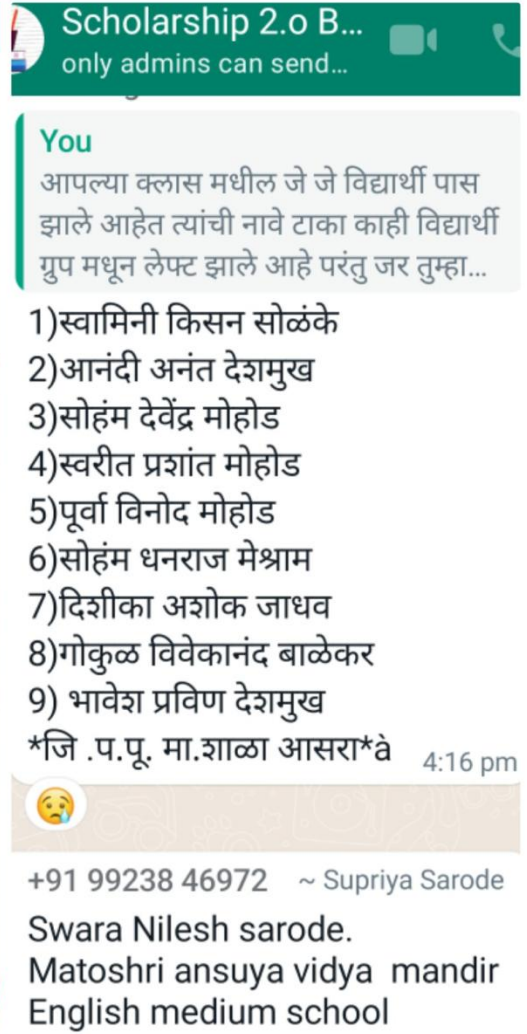 Scholarship 2.o B...
only admins can send...
You
आपल्या क्लास मधील जे जे विद्यार्थी पास
झाले आहेत त्यांची नावे टाका काही विद्यार्थी
ग्रुप मधून लेफ्ट झाले आहे परंतु जर तुम्हा...
1)स्वामिनी किसन सोळंके
2)आनंदी अनंत देशमुख
3)सोहंम देवेंद्र मोहोड
4)स्वरीत प्रशांत मोहोड
5)पूर्वा विनोद मोहोड
6)सोहंम धनराज मेश्राम
7)दिशीका अशोक जाधव
8)गोकुळ विवेकानंद बाळेकर
9) भावेश प्रविण देशमुख
*जि .प.पू. मा.शाळा आसरा*à
4:16 pm
+91 99238 46972 ~ Supriya Sarode
Swara Nilesh sarode.
Matoshri ansuya vidya mandir
English medium school